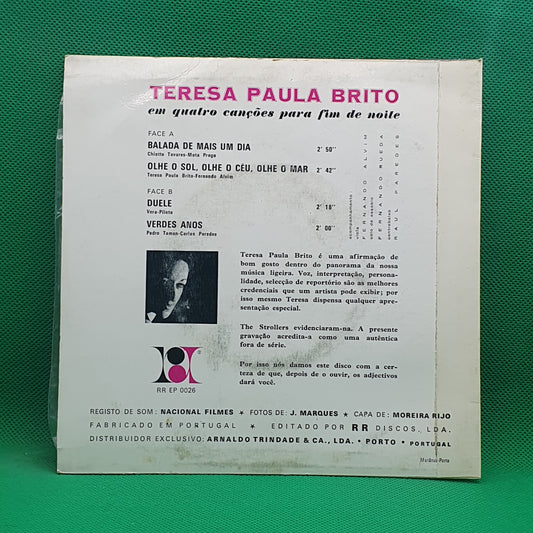 TERESA PAULA BRITO
em quatro canções para fim de noite
FACE A
BALADA DE MAIS UM DIA 2' 50''
Chiotte Tavares-Mota Prego
OLHE O SOL, OLHE O CÉU, OLHE O MAR 2' 42''
Teresa Paula Brito-Fernando Alvim
FACE B
DUELE 2' 18''
Vera-Pilota
VERDES ANOS 2' 00''
Pedro Tamen-Carlos Paredes
acompanhamento:
viola
FERNANDO ALVIM
FERNANDO RUEDA
contrabaixo
RAUL PAREDES
Teresa Paula Brito é uma afirmação de
bom gosto dentro do panorama da nossa
música ligeira. Voz, interpretação, persona-
lidade, selecção de reportório são as melhores
credenciais que um artista pode exibir; por
isso mesmo Teresa dispensa qualquer apre-
sentação especial.
The Strollers evidenciaram-na. A presente
gravação acredita-a como uma autêntica
fora de série.
Por isso nós damos este disco com a cer-
teza de que, depois de o ouvir, os adjectivos
dará você.
RR EP 0026
REGISTO DE SOM: NACIONAL FILMES ★ FOTOS DE: J. MARQUES ★ CAPA DE: MOREIRA RIJO
FABRICADO EM PORTUGAL ★ EDITADO POR RR DISCOS, LDA.
DISTRIBUIDOR EXCLUSIVO: ARNALDO TRINDADE & CA., LDA. • PORTO • PORTUGAL